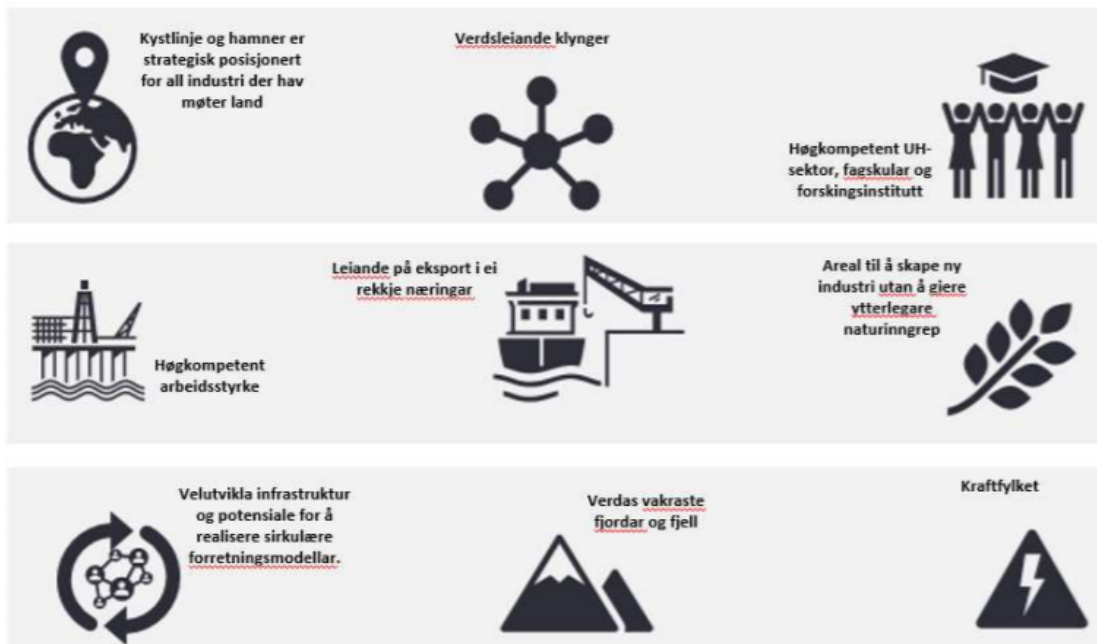 Kystlinje og hamner er
strategisk posisjonert
for all industri der hav
møter land
Verdsleiande klynger
Høgkompetent UH-
sektor, fagskular og
forskingsinstitutt
Høgkompetent
arbeidsstyrke
Leiande på eksport i ei
rekkje næringar
Areal til å skape ny
industri utan å gjere
ytterlegare
naturinngrep
Velutvikla infrastruktur
og potensiale for å
realisere sirkulære
forretningsmodellar.
Verdas vakraste
fjordar og fjell
Kraftfylket